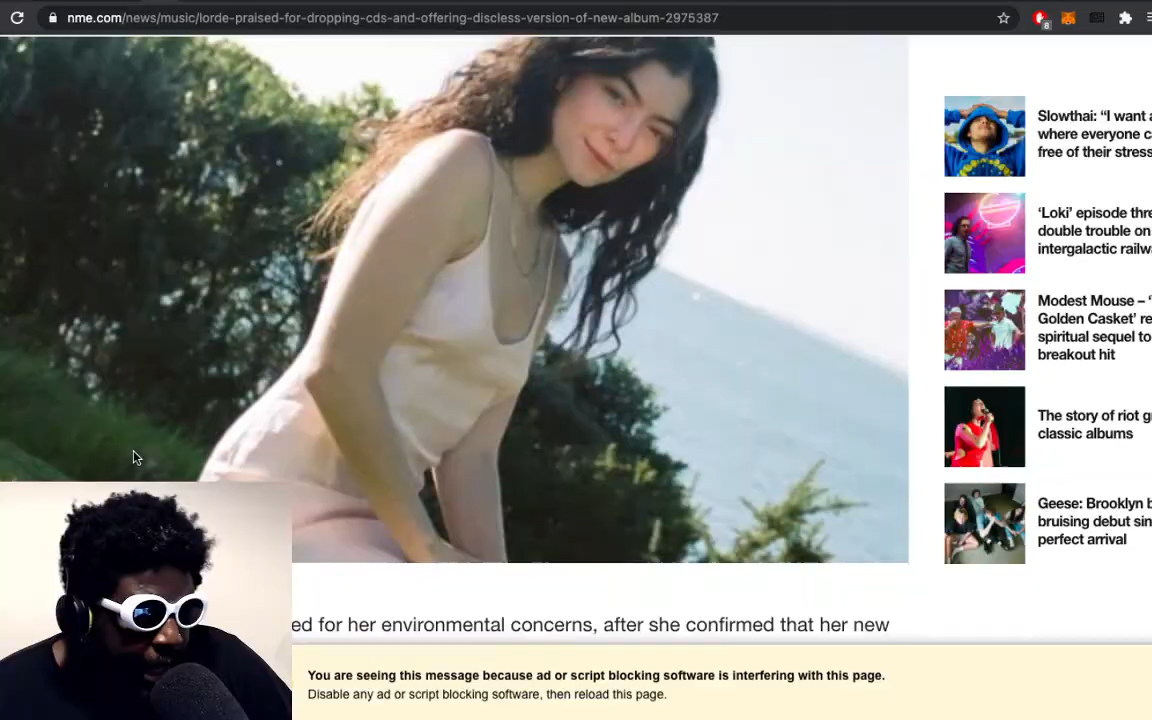 nme.com/news/music/lorde-praised-for-dropping-cds-and-offering-discless-version-of-new-album-2975387
8
Slowthai: “I want a
where everyone c
free of their stress
‘Loki’ episode thre
double trouble on
intergalactic railw
Modest Mouse – ‘
Golden Casket’ re
spiritual sequel to
breakout hit
The story of riot g
classic albums
Geese: Brooklyn b
bruising debut sin
perfect arrival
ed for her environmental concerns, after she confirmed that her new
You are seeing this message because ad or script blocking software is interfering with this page.
Disable any ad or script blocking software, then reload this page.